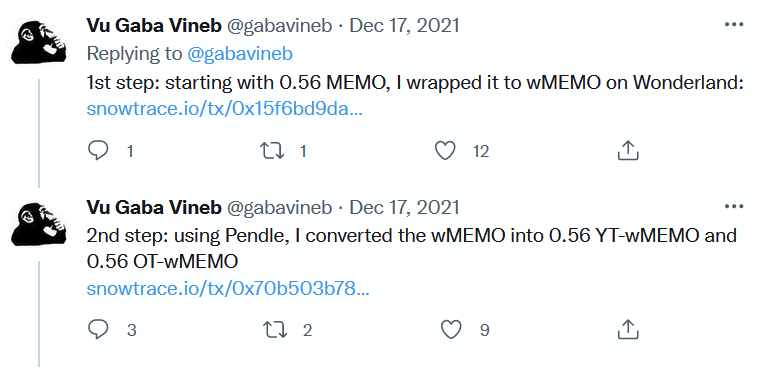 Vu Gaba Vineb @gabavineb · Dec 17, 2021
Replying to @gabavineb
1st step: starting with 0.56 MEMO, I wrapped it to wMEMO on Wonderland:
snowtrace.io/tx/0x15f6bd9da...
1 1 12
Vu Gaba Vineb @gabavineb · Dec 17, 2021
2nd step: using Pendle, I converted the wMEMO into 0.56 YT-wMEMO and
0.56 OT-wMEMO
snowtrace.io/tx/0x70b503b78...
3 2 9